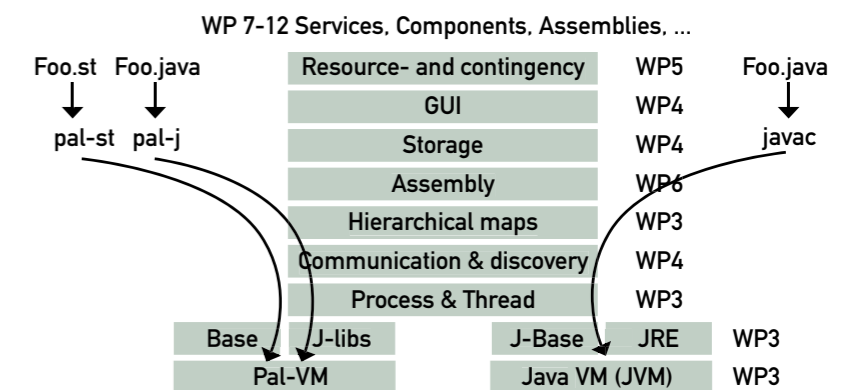 WP 7-12 Services, Components, Assemblies, ...
Foo.st Foo.java Resource- and contingency WP5 Foo.java
GUI WP4
pal-st pal-j Storage WP4 javac
Assembly WP6
Hierarchical maps WP3
Communication & discovery WP4
Process & Thread WP3
Base J-libs J-Base JRE WP3
Pal-VM Java VM (JVM) WP3